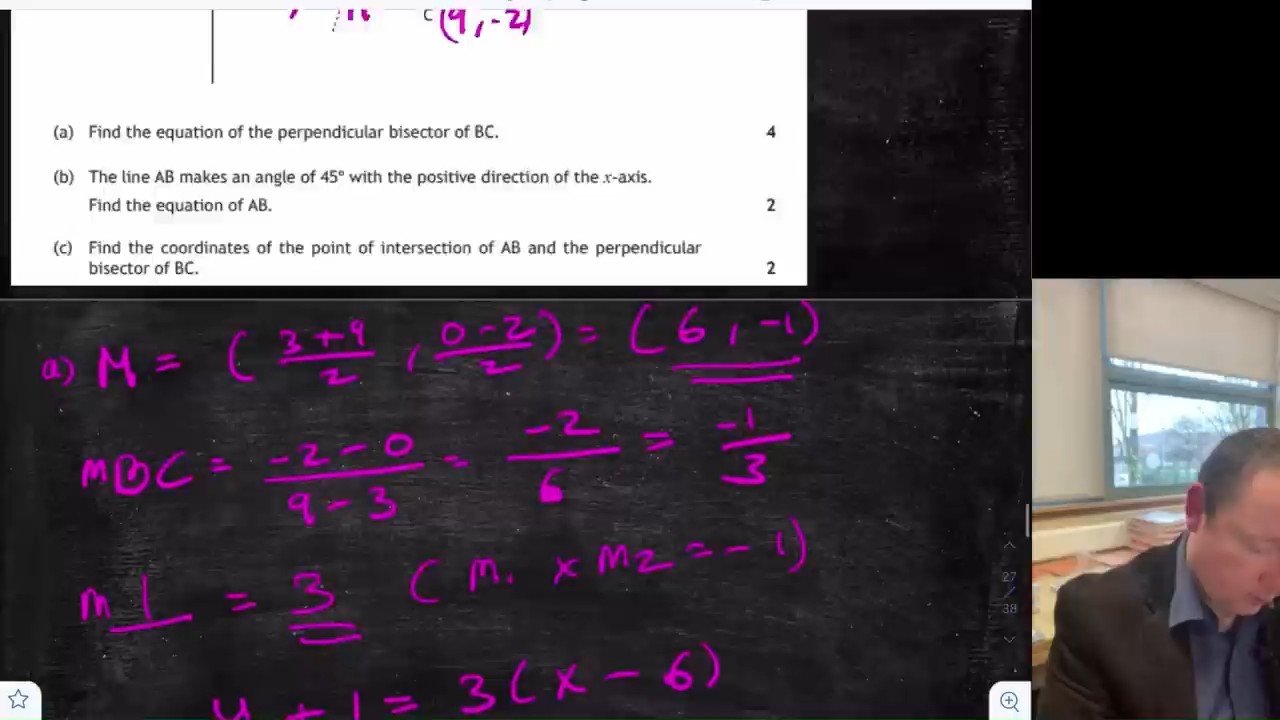 C (9, -2)
(a) Find the equation of the perpendicular bisector of BC. 4
(b) The line AB makes an angle of 45° with the positive direction of the x-axis.
Find the equation of AB. 2
(c) Find the coordinates of the point of intersection of AB and the perpendicular
bisector of BC. 2
a) M = (3+9/2, 0-2/2) = (6, -1)
mBC = -2-0/9-3 = -2/6 = -1/3
m⊥ = 3 (m₁ x m2 = -1)
y + 1 = 3(x - 6)
27
/
38